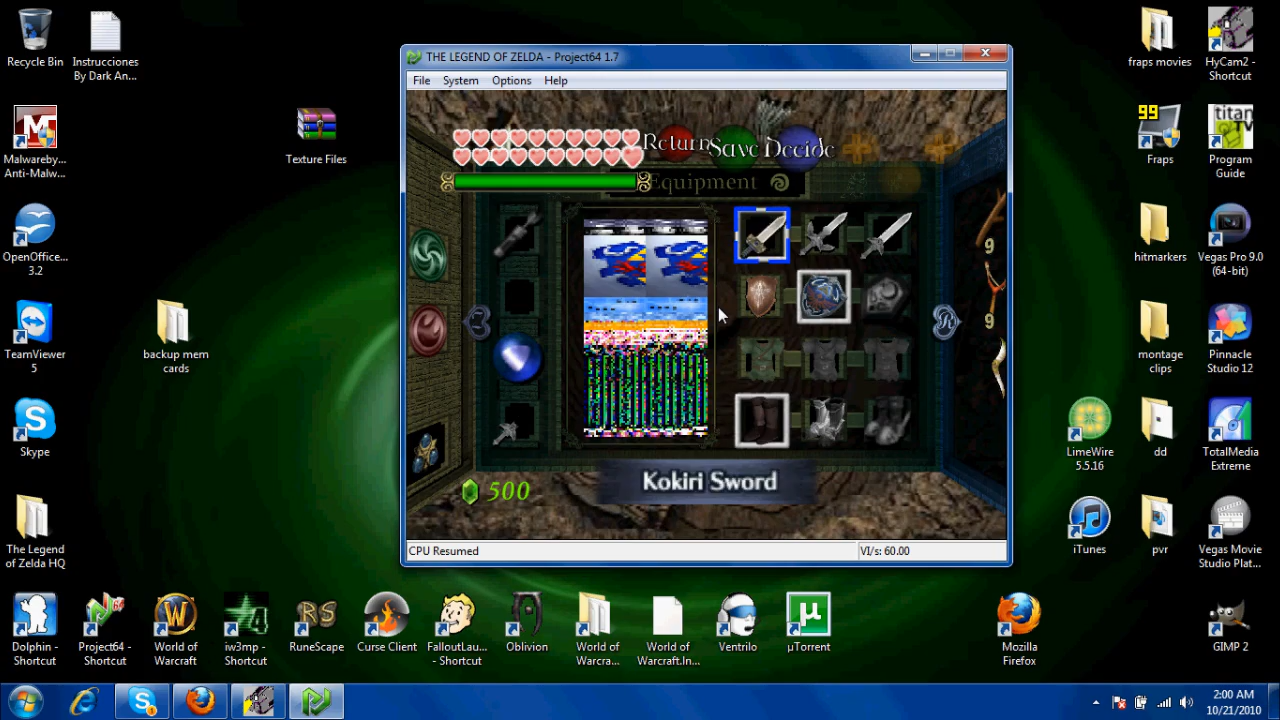 Recycle Bin
Instrucciones
By Dark An...
Malwareby...
Anti-Malw...
Texture Files
OpenOffice...
3.2
TeamViewer
5
backup mem
cards
Skype
The Legend
of Zelda HQ
THE LEGEND OF ZELDA - Project64 1.7
File System Options Help
Return Save Decide
Equipment
9
9
Kokiri Sword
500
CPU Resumed
VI/s: 60.00
fraps movies
HyCam2 -
Shortcut
99
Fraps
titan
TV
Program
Guide
hitmarkers
Vegas Pro 9.0
(64-bit)
montage
clips
Pinnacle
Studio 12
LimeWire
5.5.16
dd
TotalMedia
Extreme
iTunes
pvr
Vegas Movie
Studio Plat...
Dolphin -
Shortcut
Project64 -
Shortcut
World of
Warcraft
iw3mp -
Shortcut
RuneScape
Curse Client
FalloutLau...
- Shortcut
Oblivion
World of
Warcra...
World of
Warcraft.In...
Ventrilo
µTorrent
Mozilla
Firefox
GIMP 2
2:00 AM
10/21/2010